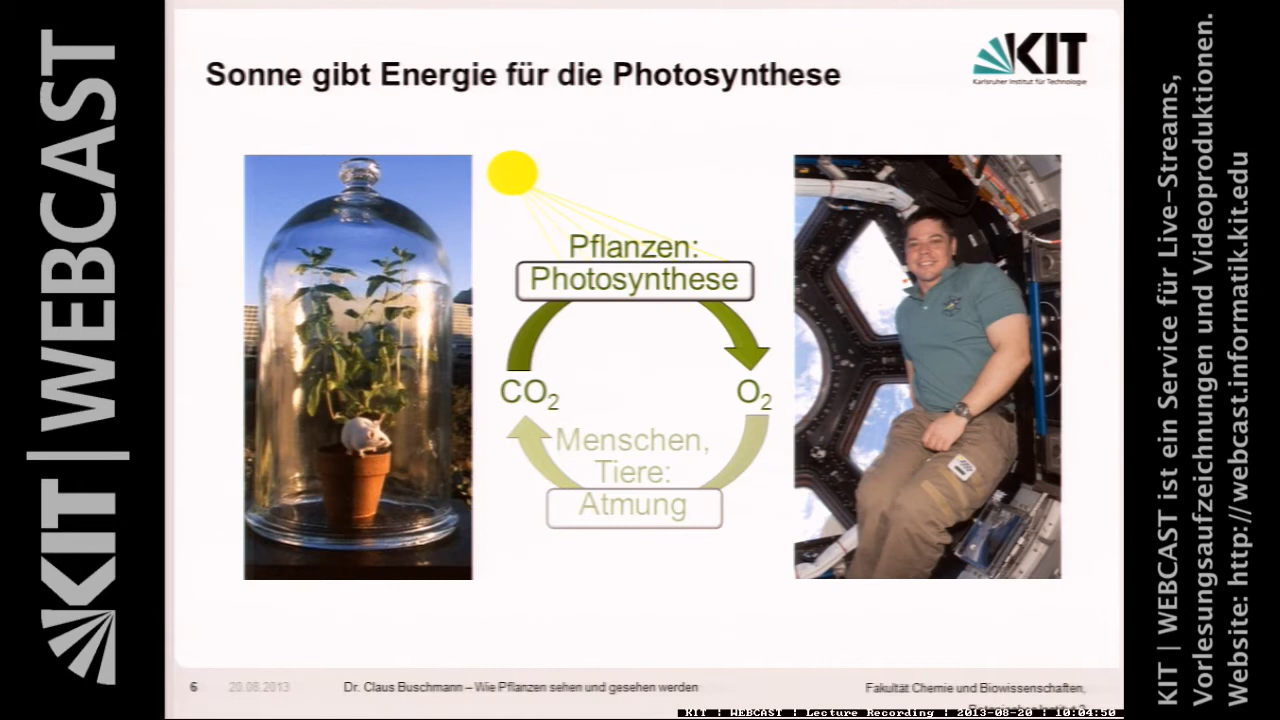 KIT | WEBCAST
Sonne gibt Energie für die Photosynthese
KIT
Karlsruher Institut für Technologie
Pflanzen:
Photosynthese
CO₂
O₂
Menschen,
Tiere:
Atmung
6
20.08.2013
Dr. Claus Buschmann – Wie Pflanzen sehen und gesehen werden
Fakultät Chemie und Biowissenschaften,
KIT : WEBCAST : Lecture Recording : 2013-08-20 : 10:04:50
KIT | WEBCAST ist ein Service für Live-Streams,
Vorlesungsaufzeichnungen und Videoproduktionen.
Website: http://webcast.informatik.kit.edu